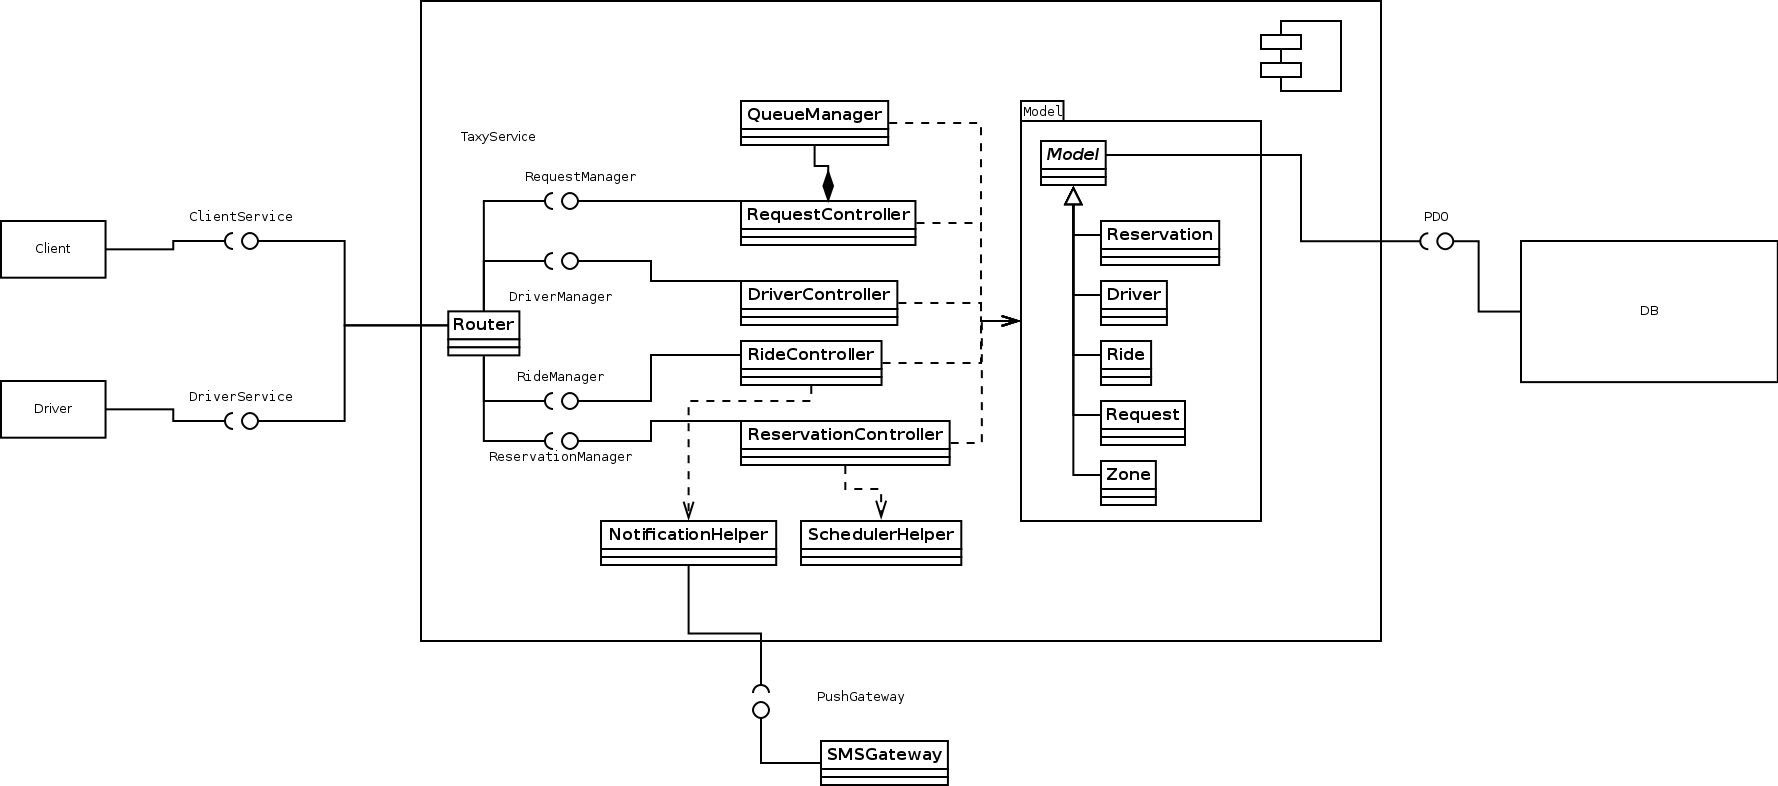 Model
QueueManager
TaxyService
Model
RequestManager
ClientService
RequestController
PDO
Reservation
Client
DriverManager
DriverController
Driver
DB
Router
RideController
Ride
RideManager
DriverService
Driver
Request
ReservationController
ReservationManager
Zone
NotificationHelper
SchedulerHelper
PushGateway
SMSGateway